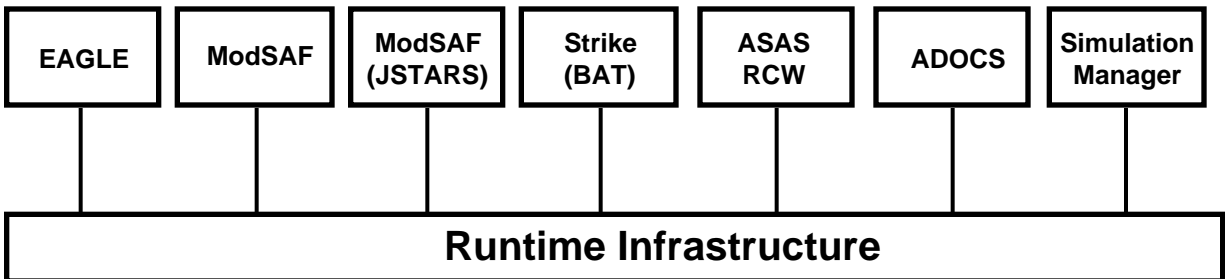 EAGLE
ModSAF
ModSAF
(JSTARS)
Strike
(BAT)
ASAS
RCW
ADOCS
Simulation
Manager
Runtime Infrastructure